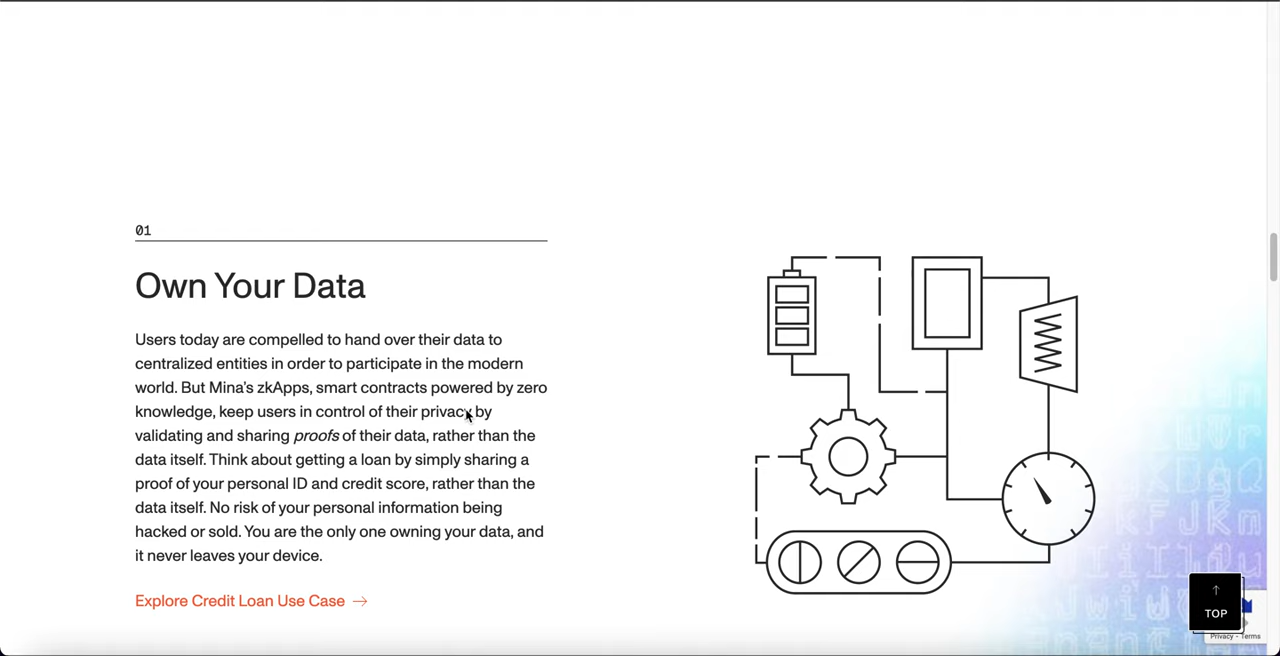 01
Own Your Data
Users today are compelled to hand over their data to
centralized entities in order to participate in the modern
world. But Mina's zkApps, smart contracts powered by zero
knowledge, keep users in control of their privacy by
validating and sharing proofs of their data, rather than the
data itself. Think about getting a loan by simply sharing a
proof of your personal ID and credit score, rather than the
data itself. No risk of your personal information being
hacked or sold. You are the only one owning your data, and
it never leaves your device.
Explore Credit Loan Use Case →
↑
TOP
Privacy - Terms